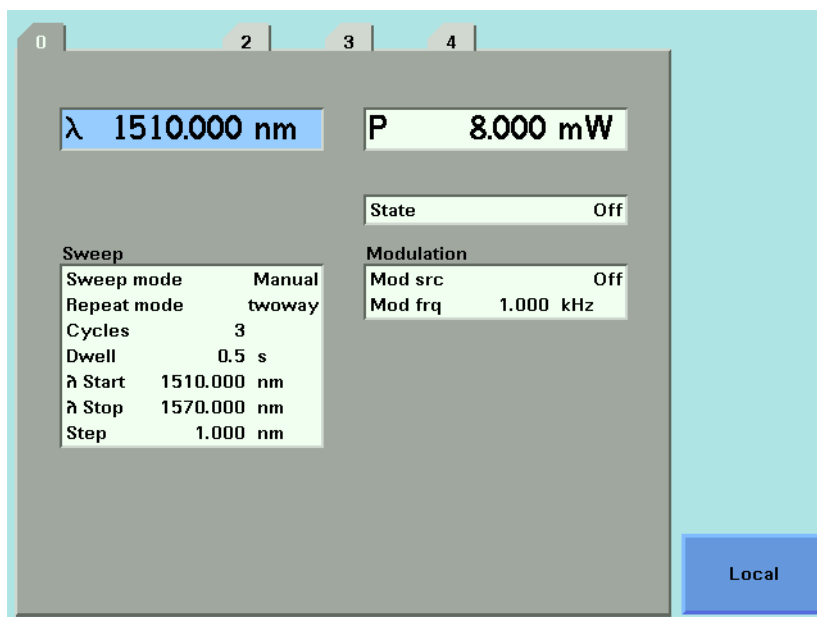 0 2 3 4
λ 1510.000 nm
P 8.000 mW
State Off
Sweep
Sweep mode Manual
Repeat mode twoway
Cycles 3
Dwell 0.5 s
λ Start 1510.000 nm
λ Stop 1570.000 nm
Step 1.000 nm
Modulation
Mod src Off
Mod frq 1.000 kHz
Local